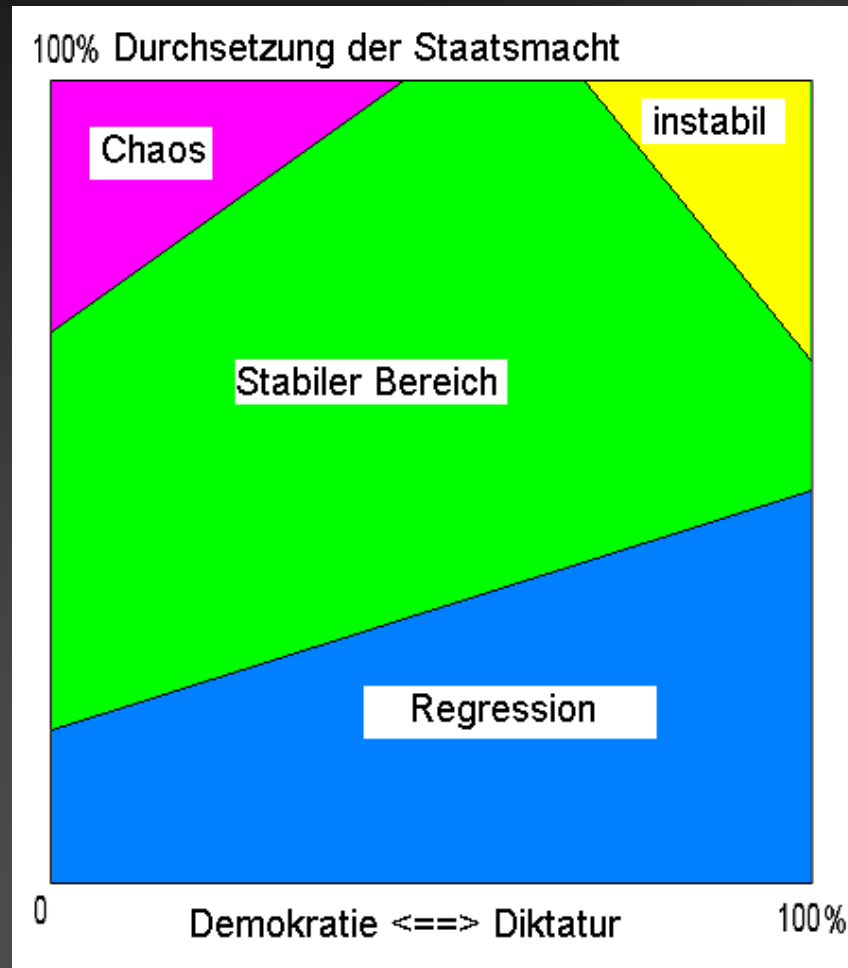 100% Durchsetzung der Staatsmacht
Chaos
instabil
Stabiler Bereich
Regression
0
Demokratie <==> Diktatur
100%